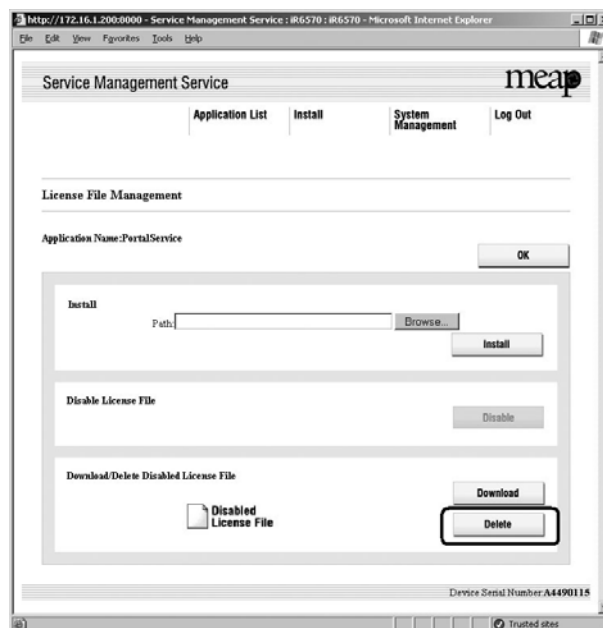 http://172.16.1.200:8000 - Service Management Service : iR6570 : iR6570 - Microsoft Internet Explorer
File Edit View Favorites Tools Help
Service Management Service
meap
Application List Install System Management Log Out
License File Management
Application Name:PortalService
OK
Install
Path:
Browse...
Install
Disable License File
Disable
Download/Delete Disabled License File
Download
Disabled
License File
Delete
Device Serial Number:A4490115
Trusted sites